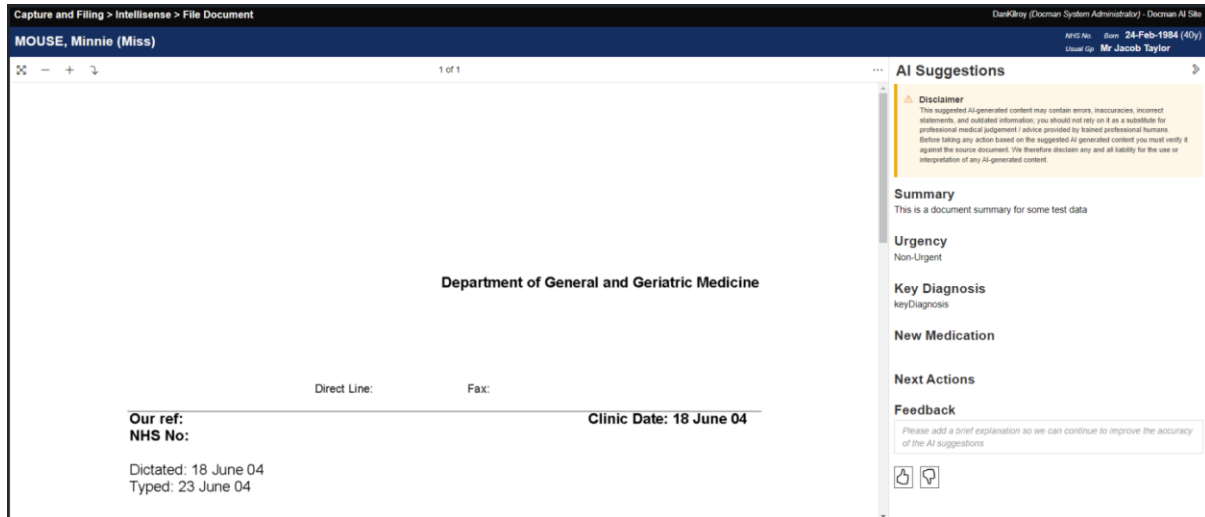 Capture and Filing > Intellisense > File Document
DanKilroy (Docman System Administrator) - Docman AI Site
MOUSE, Minnie (Miss)
NHS No. Born 24-Feb-1984 (40y)
Usual Gp Mr Jacob Taylor
1 of 1
Department of General and Geriatric Medicine
Direct Line: Fax:
Our ref: Clinic Date: 18 June 04
NHS No:
Dictated: 18 June 04
Typed: 23 June 04
AI Suggestions
Disclaimer
This suggested AI-generated content may contain errors, inaccuracies, incorrect
statements, and outdated information; you should not rely on it as a substitute for
professional medical judgement / advice provided by trained professional humans.
Before taking any action based on the suggested AI generated content you must verify it
against the source document. We therefore disclaim any and all liability for the use or
interpretation of any AI-generated content.
Summary
This is a document summary for some test data
Urgency
Non-Urgent
Key Diagnosis
keyDiagnosis
New Medication
Next Actions
Feedback
Please add a brief explanation so we can continue to improve the accuracy
of the AI suggestions